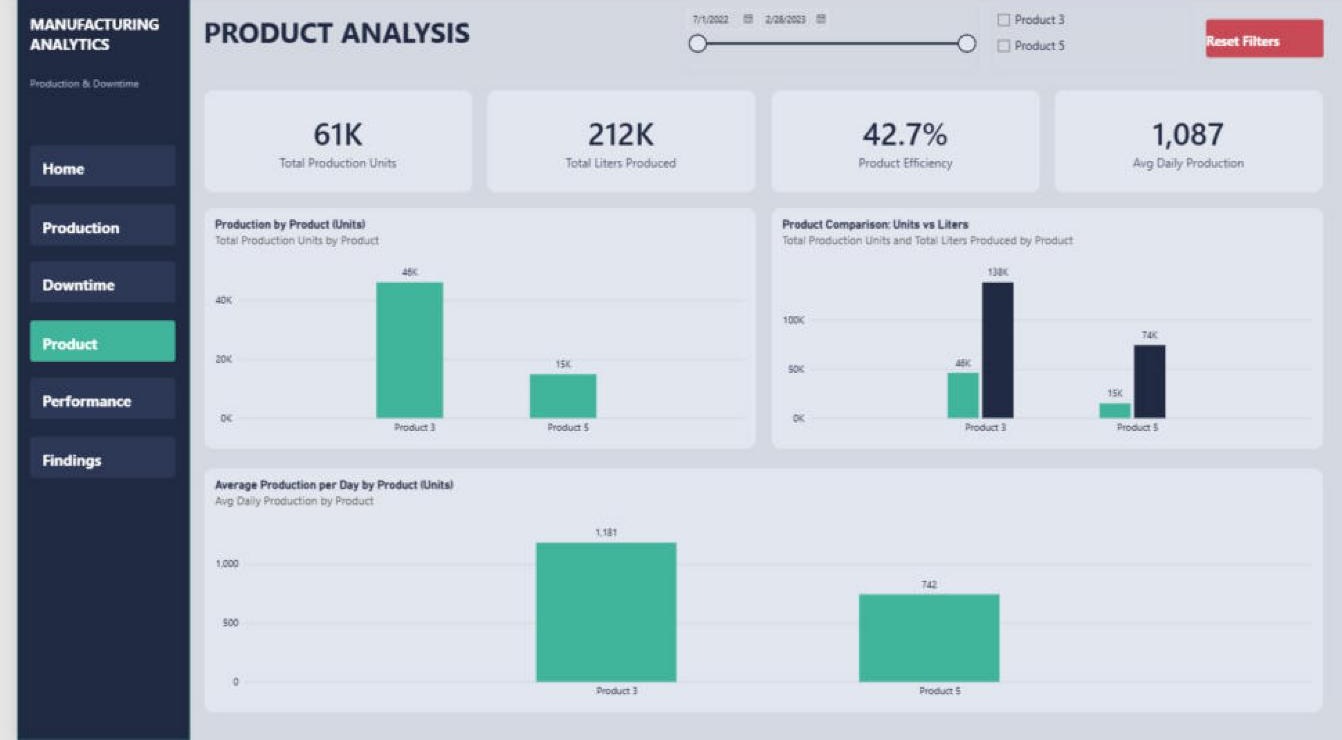 MANUFACTURING
ANALYTICS
Production & Downtime
Home
Production
Downtime
Product
Performance
Findings
PRODUCT ANALYSIS
7/1/2022 2/28/2023
Product 3
Product 5
Reset Filters
61K
Total Production Units
212K
Total Liters Produced
42.7%
Product Efficiency
1,087
Avg Daily Production
Production by Product (Units)
Total Production Units by Product
46K
40K
15K
20K
0K
Product 3 Product 5
Product Comparison: Units vs Liters
Total Production Units and Total Liters Produced by Product
138K
100K
74K
50K
46K
15K
0K
Product 3 Product 5
Average Production per Day by Product (Units)
Avg Daily Production by Product
1,181
1,000
742
500
0
Product 3 Product 5